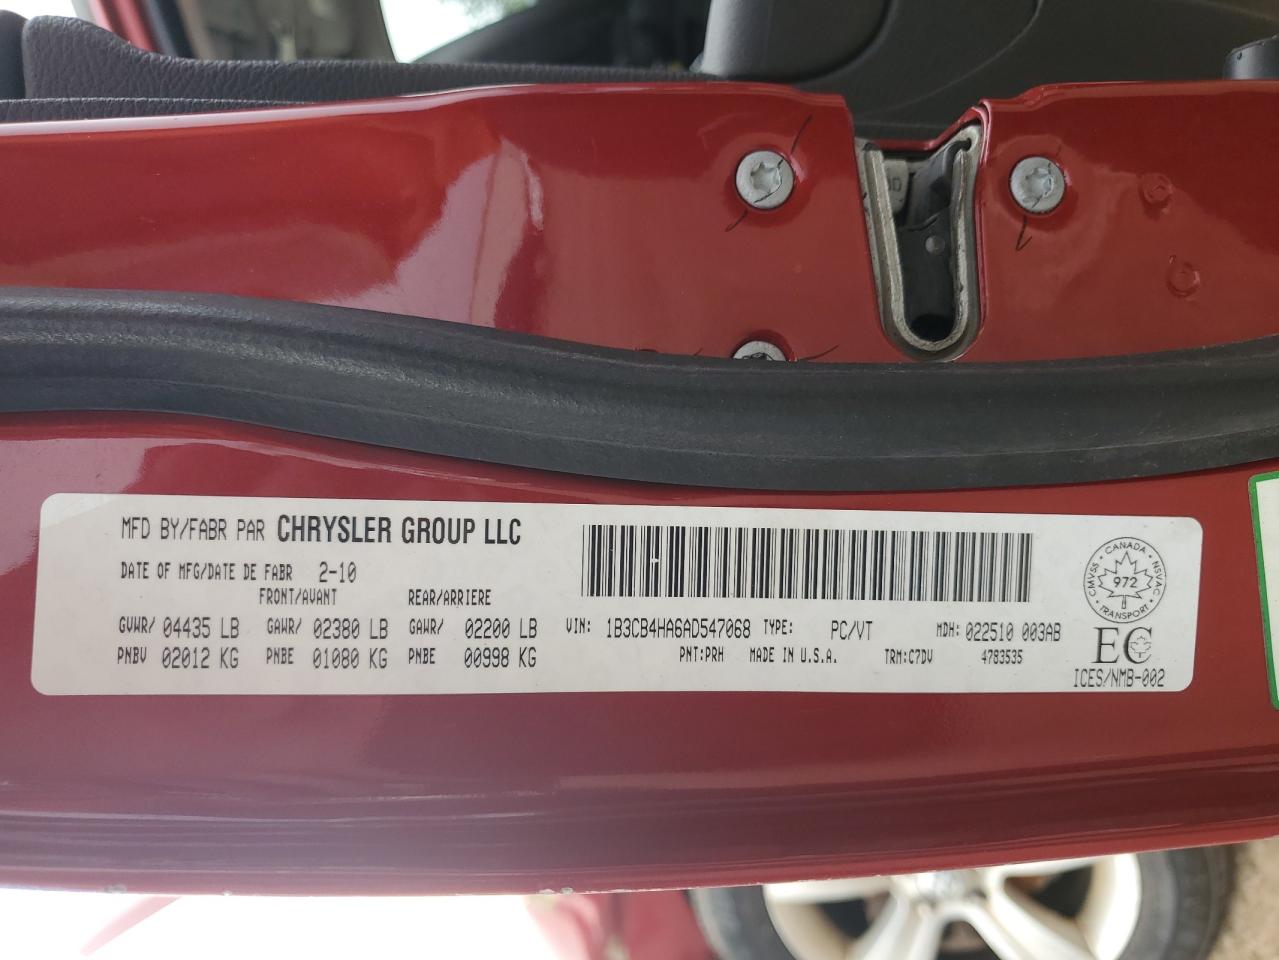 MFD BY/FABR PAR CHRYSLER GROUP LLC
DATE OF MFG/DATE DE FABR 2-10
FRONT/AVANT REAR/ARRIERE
GVWR/ 04435 LB GAWR/ 02380 LB GAWR/ 02200 LB
PNBV 02012 KG PNBE 01080 KG PNBE 00998 KG
VIN: 1B3CB4HA6AD547068 TYPE: PC/VT MDH: 022510 003AB
PNT:PRH MADE IN U.S.A. TRM:C7DV 4783535
CMVSS · CANADA · NSVAC
972
TRANSPORT
EC
ICES/NMB-002